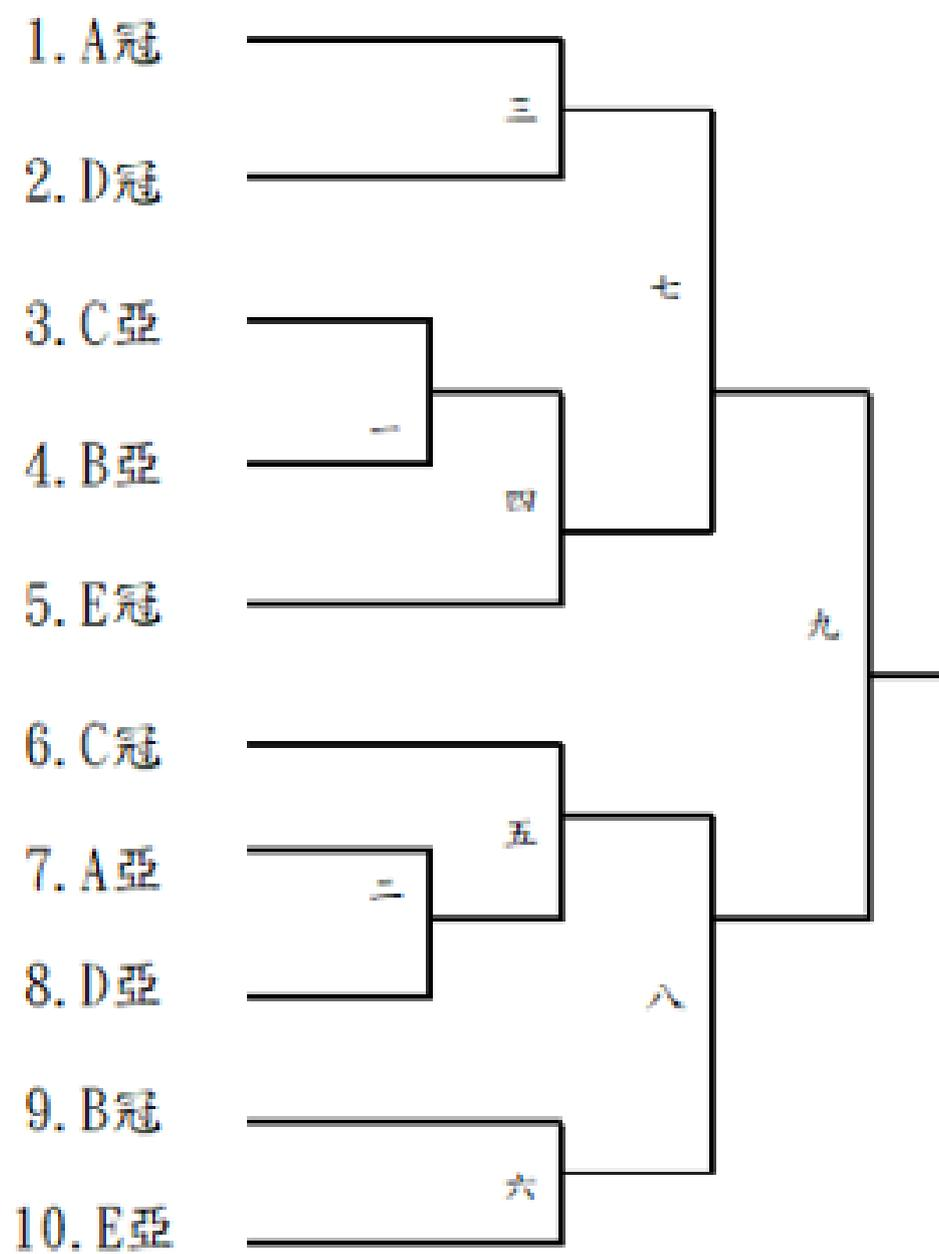 1.A冠
三
2.D冠
七
3.C亞
一
4.B亞
四
5.E冠
九
6.C冠
五
7.A亞
二
8.D亞
八
9.B冠
六
10.E亞